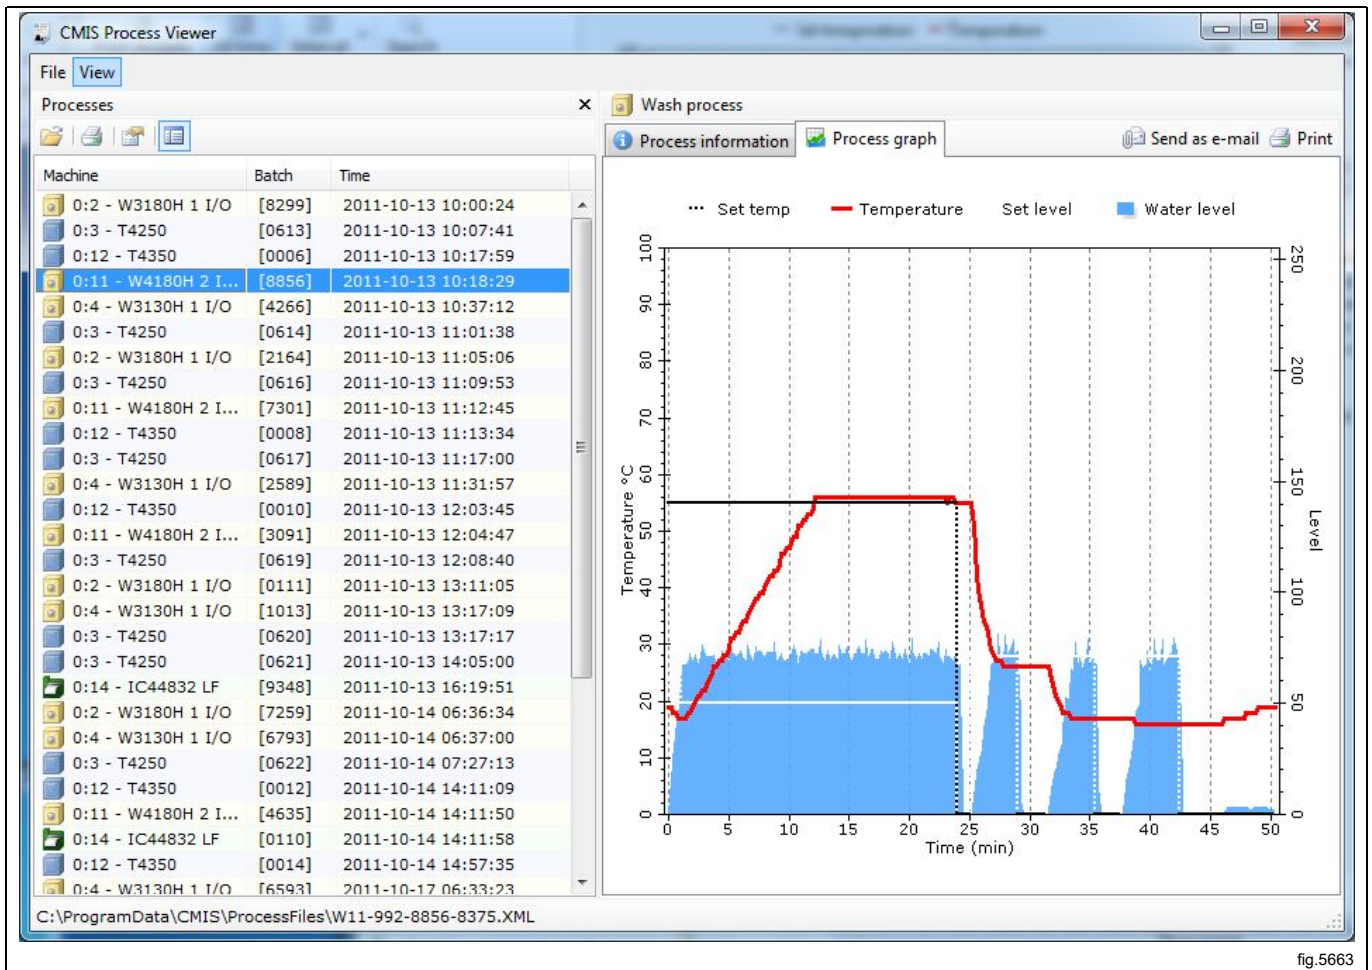 CMIS Process Viewer
File View
Processes
Wash process
Process information Process graph Send as e-mail Print
Machine Batch Time
0:2 - W3180H 1 I/O [8299] 2011-10-13 10:00:24
0:3 - T4250 [0613] 2011-10-13 10:07:41
0:12 - T4350 [0006] 2011-10-13 10:17:59
0:11 - W4180H 2 I... [8856] 2011-10-13 10:18:29
0:4 - W3130H 1 I/O [4266] 2011-10-13 10:37:12
0:3 - T4250 [0614] 2011-10-13 11:01:38
0:2 - W3180H 1 I/O [2164] 2011-10-13 11:05:06
0:3 - T4250 [0616] 2011-10-13 11:09:53
0:11 - W4180H 2 I... [7301] 2011-10-13 11:12:45
0:12 - T4350 [0008] 2011-10-13 11:13:34
0:3 - T4250 [0617] 2011-10-13 11:17:00
0:4 - W3130H 1 I/O [2589] 2011-10-13 11:31:57
0:12 - T4350 [0010] 2011-10-13 12:03:45
0:11 - W4180H 2 I... [3091] 2011-10-13 12:04:47
0:3 - T4250 [0619] 2011-10-13 12:08:40
0:2 - W3180H 1 I/O [0111] 2011-10-13 13:11:05
0:4 - W3130H 1 I/O [1013] 2011-10-13 13:17:09
0:3 - T4250 [0620] 2011-10-13 13:17:17
0:3 - T4250 [0621] 2011-10-13 14:05:00
0:14 - IC44832 LF [9348] 2011-10-13 16:19:51
0:2 - W3180H 1 I/O [7259] 2011-10-14 06:36:34
0:4 - W3130H 1 I/O [6793] 2011-10-14 06:37:00
0:3 - T4250 [0622] 2011-10-14 07:27:13
0:12 - T4350 [0012] 2011-10-14 14:11:09
0:11 - W4180H 2 I... [4635] 2011-10-14 14:11:50
0:14 - IC44832 LF [0110] 2011-10-14 14:11:58
0:12 - T4350 [0014] 2011-10-14 14:57:35
0:4 - W3130H 1 I/O [6593] 2011-10-17 06:33:23
Set temp Temperature Set level Water level
100
90
80
70
60
50
40
30
20
10
0
Temperature °C
250
200
150
100
50
0
Level
0 5 10 15 20 25 30 35 40 45 50
Time (min)
C:\ProgramData\CMIS\ProcessFiles\W11-992-8856-8375.XML
fig.5663